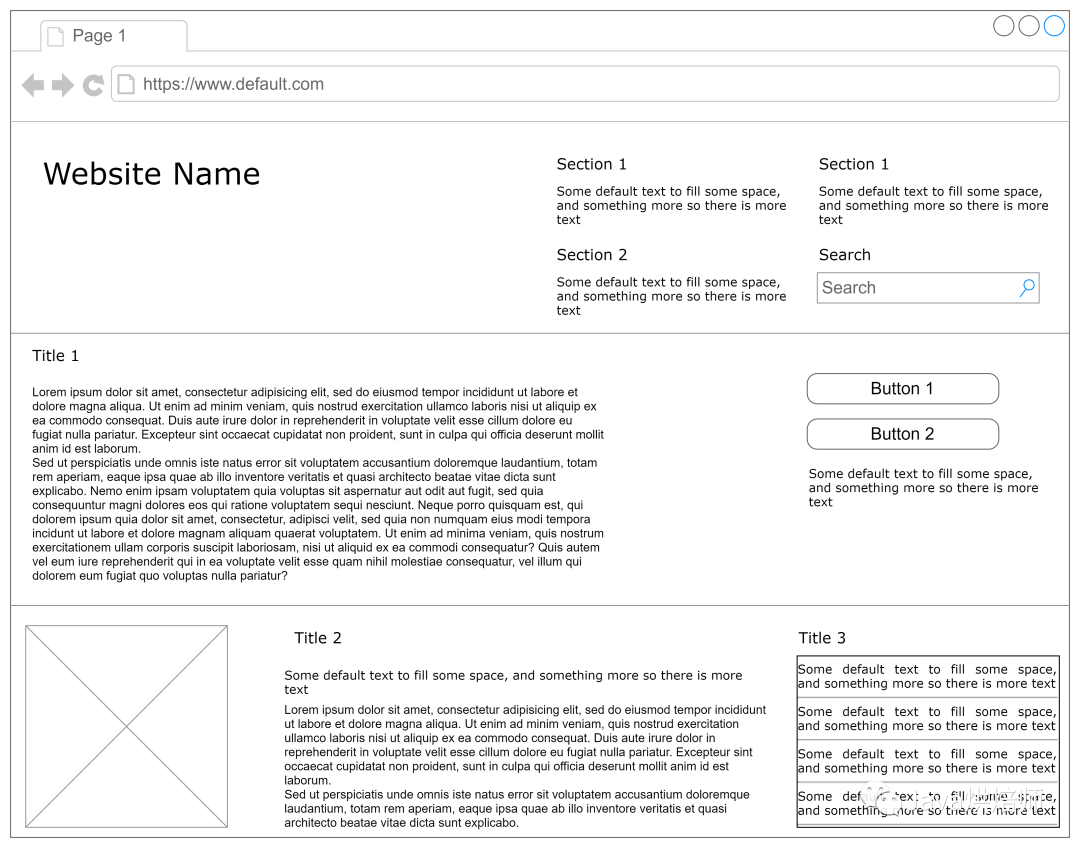 Page 1
https://www.default.com
Website Name
Section 1
Some default text to fill some space,
and something more so there is more
text
Section 2
Some default text to fill some space,
and something more so there is more
text
Section 1
Some default text to fill some space,
and something more so there is more
text
Search
Search
Title 1
Lorem ipsum dolor sit amet, consectetur adipisicing elit, sed do eiusmod tempor incididunt ut labore et
dolore magna aliqua. Ut enim ad minim veniam, quis nostrud exercitation ullamco laboris nisi ut aliquip ex
ea commodo consequat. Duis aute irure dolor in reprehenderit in voluptate velit esse cillum dolore eu
fugiat nulla pariatur. Excepteur sint occaecat cupidatat non proident, sunt in culpa qui officia deserunt mollit
anim id est laborum.
Sed ut perspiciatis unde omnis iste natus error sit voluptatem accusantium doloremque laudantium, totam
rem aperiam, eaque ipsa quae ab illo inventore veritatis et quasi architecto beatae vitae dicta sunt
explicabo. Nemo enim ipsam voluptatem quia voluptas sit aspernatur aut odit aut fugit, sed quia
consequuntur magni dolores eos qui ratione voluptatem sequi nesciunt. Neque porro quisquam est, qui
dolorem ipsum quia dolor sit amet, consectetur, adipisci velit, sed quia non numquam eius modi tempora
incidunt ut labore et dolore magnam aliquam quaerat voluptatem. Ut enim ad minima veniam, quis nostrum
exercitationem ullam corporis suscipit laboriosam, nisi ut aliquid ex ea commodi consequatur? Quis autem
vel eum iure reprehenderit qui in ea voluptate velit esse quam nihil molestiae consequatur, vel illum qui
dolorem eum fugiat quo voluptas nulla pariatur?
Button 1
Button 2
Some default text to fill some space,
and something more so there is more
text
Title 2
Some default text to fill some space, and something more so there is more
text
Lorem ipsum dolor sit amet, consectetur adipisicing elit, sed do eiusmod tempor incididunt
ut labore et dolore magna aliqua. Ut enim ad minim veniam, quis nostrud exercitation
ullamco laboris nisi ut aliquip ex ea commodo consequat. Duis aute irure dolor in
reprehenderit in voluptate velit esse cillum dolore eu fugiat nulla pariatur. Excepteur sint
occaecat cupidatat non proident, sunt in culpa qui officia deserunt mollit anim id est
laborum.
Sed ut perspiciatis unde omnis iste natus error sit voluptatem accusantium doloremque
laudantium, totam rem aperiam, eaque ipsa quae ab illo inventore veritatis et quasi
architecto beatae vitae dicta sunt explicabo.
Title 3
Some default text to fill some space,
and something more so there is more text
Some default text to fill some space,
and something more so there is more text
Some default text to fill some space,
and something more so there is more text
Some default text to fill some space,
and something more so there is more text
Java烘焙师